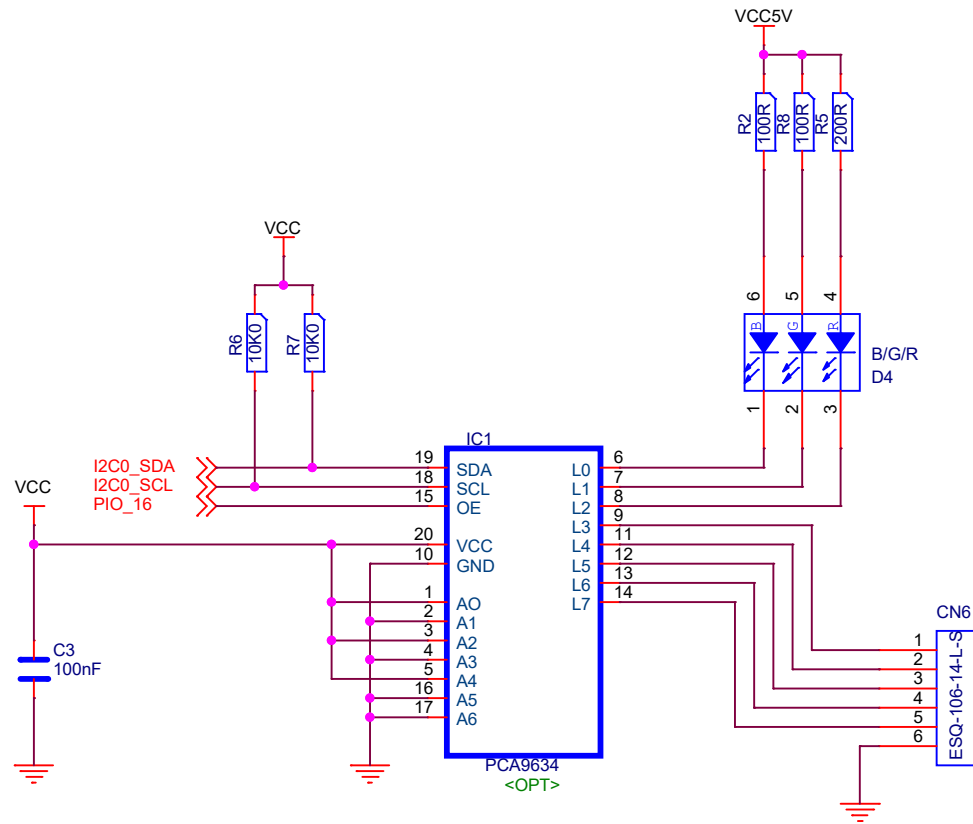 VCC5V
R2
100R
R8
100R
R5
200R
VCC
R6
10K0
R7
10K0
6
5
4
B
G
R
B/G/R
D4
1
2
3
I2C0_SDA
I2C0_SCL
PIO_16
VCC
C3
100nF
IC1
19 SDA
18 SCL
15 OE
20 VCC
10 GND
1 AO
2 A1
3 A2
4 A3
5 A4
16 A5
17 A6
L0 6
L1 7
L2 8
L3 9
L4 11
L5 12
L6 13
L7 14
PCA9634
<OPT>
CN6
1
2
3
4
5
6
ESQ-106-14-L-S